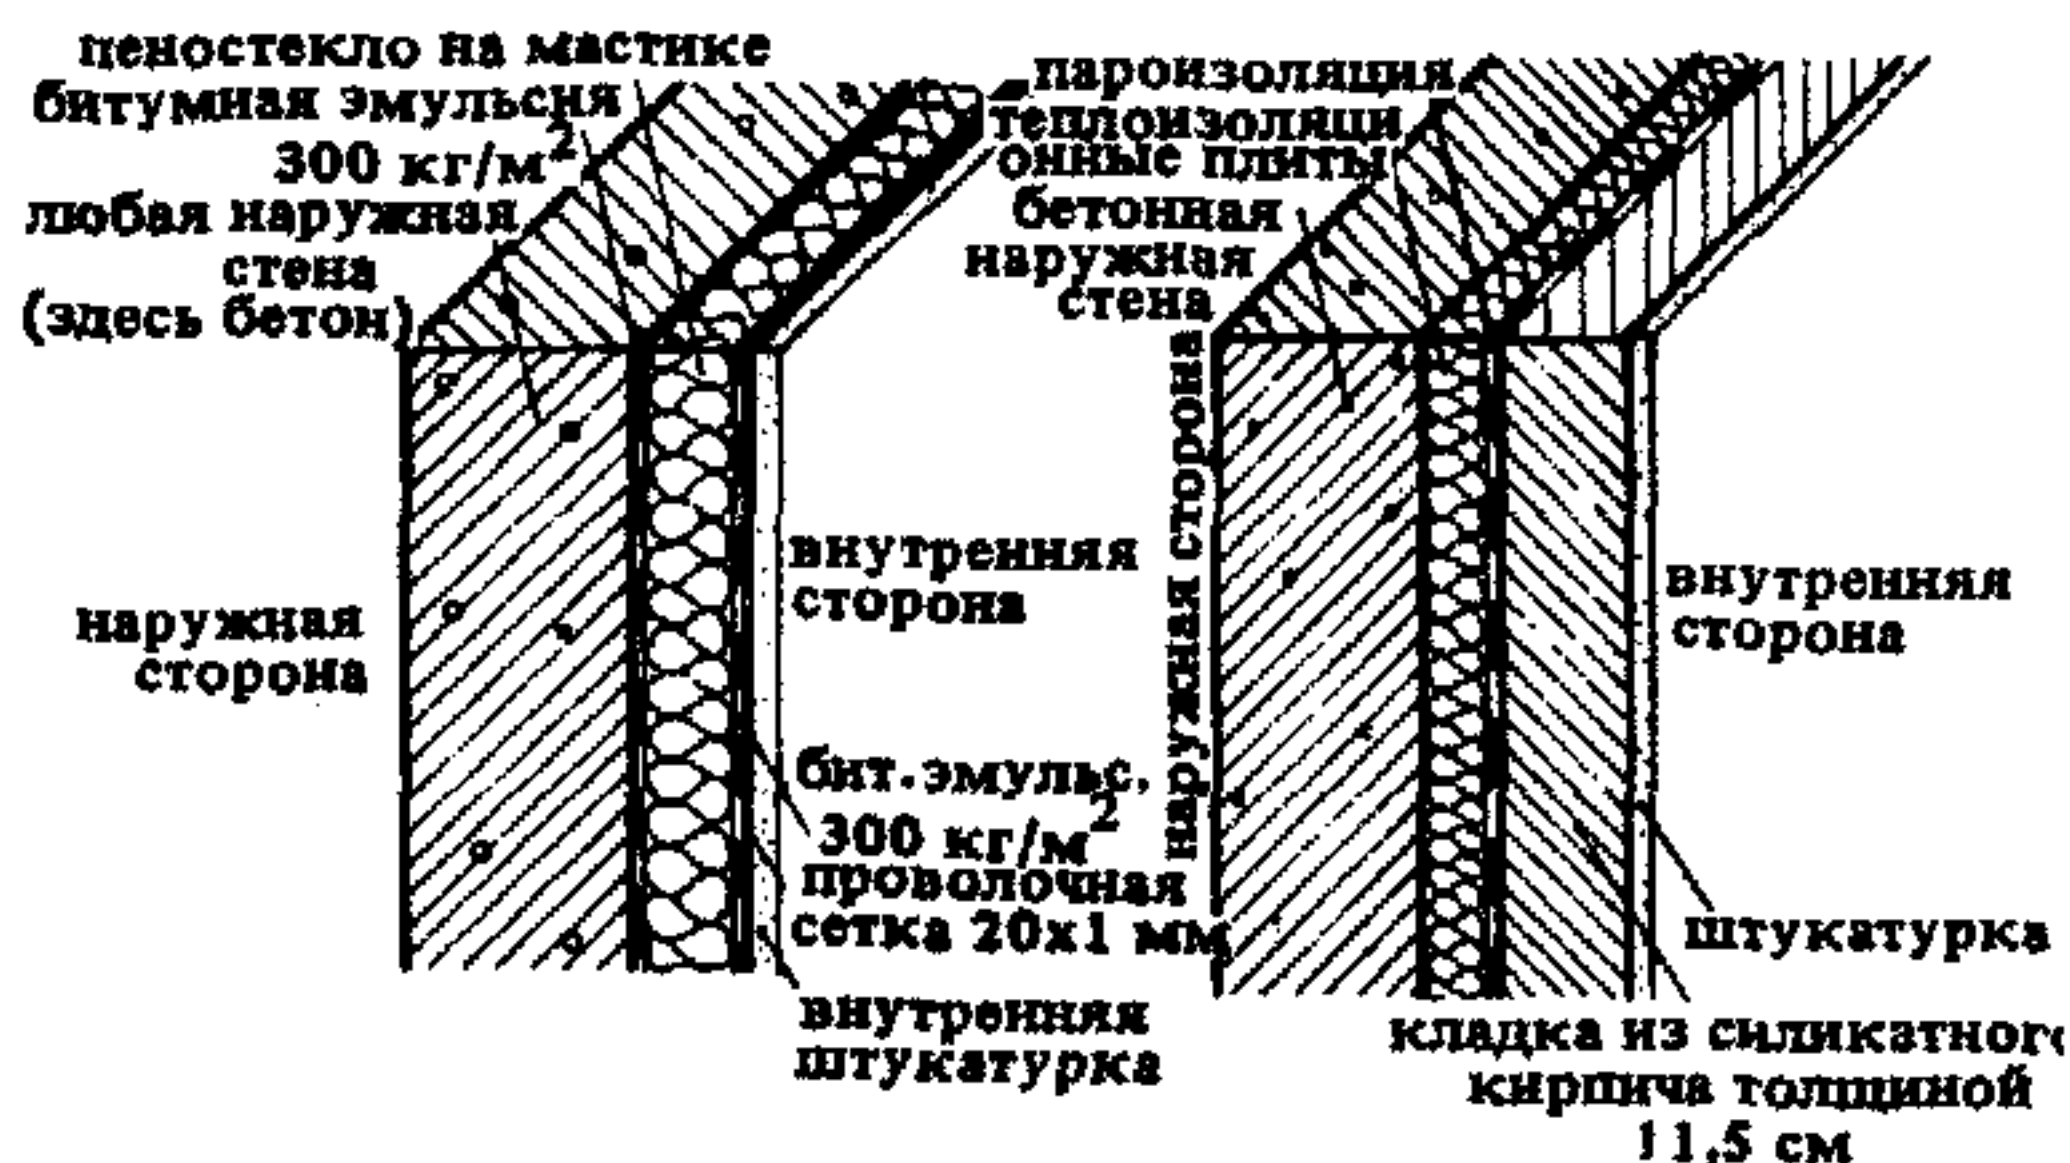 пеностекло на мастике
битумная эмульсия
300 кг/м²
любая наружная
стена
(здесь бетон)
наружная
сторона
внутренняя
сторона
бит.эмульс.
300 кг/м²
проволочная
сетка 20х1 мм
внутренняя
штукатурка
пароизоляция
теплоизоляци
онные плиты
бетонная
наружная
стена
наружная сторона
внутренняя
сторона
штукатурка
кладка из силикатного
кирпича толщиной
11,5 см